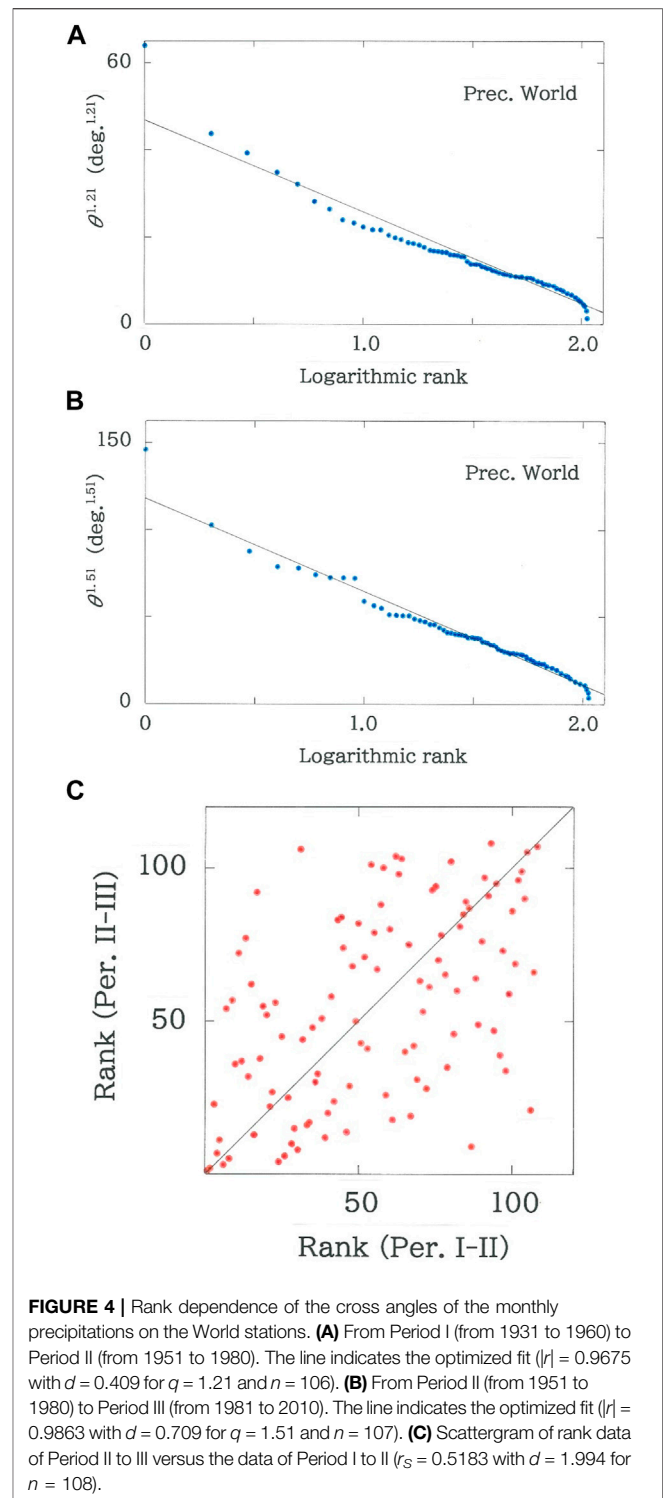 A
60
Prec. World
θ^1.21 (deg.^1.21)
0
0 1.0 2.0
Logarithmic rank
B
150
Prec. World
θ^1.51 (deg.^1.51)
0
0 1.0 2.0
Logarithmic rank
C
100
Rank (Per. II-III)
50
50 100
Rank (Per. I-II)
FIGURE 4 | Rank dependence of the cross angles of the monthly
precipitations on the World stations. (A) From Period I (from 1931 to 1960) to
Period II (from 1951 to 1980). The line indicates the optimized fit (|r| = 0.9675
with d = 0.409 for q = 1.21 and n = 106). (B) From Period II (from 1951 to
1980) to Period III (from 1981 to 2010). The line indicates the optimized fit (|r| =
0.9863 with d = 0.709 for q = 1.51 and n = 107). (C) Scattergram of rank data
of Period II to III versus the data of Period I to II (rS = 0.5183 with d = 1.994 for
n = 108).